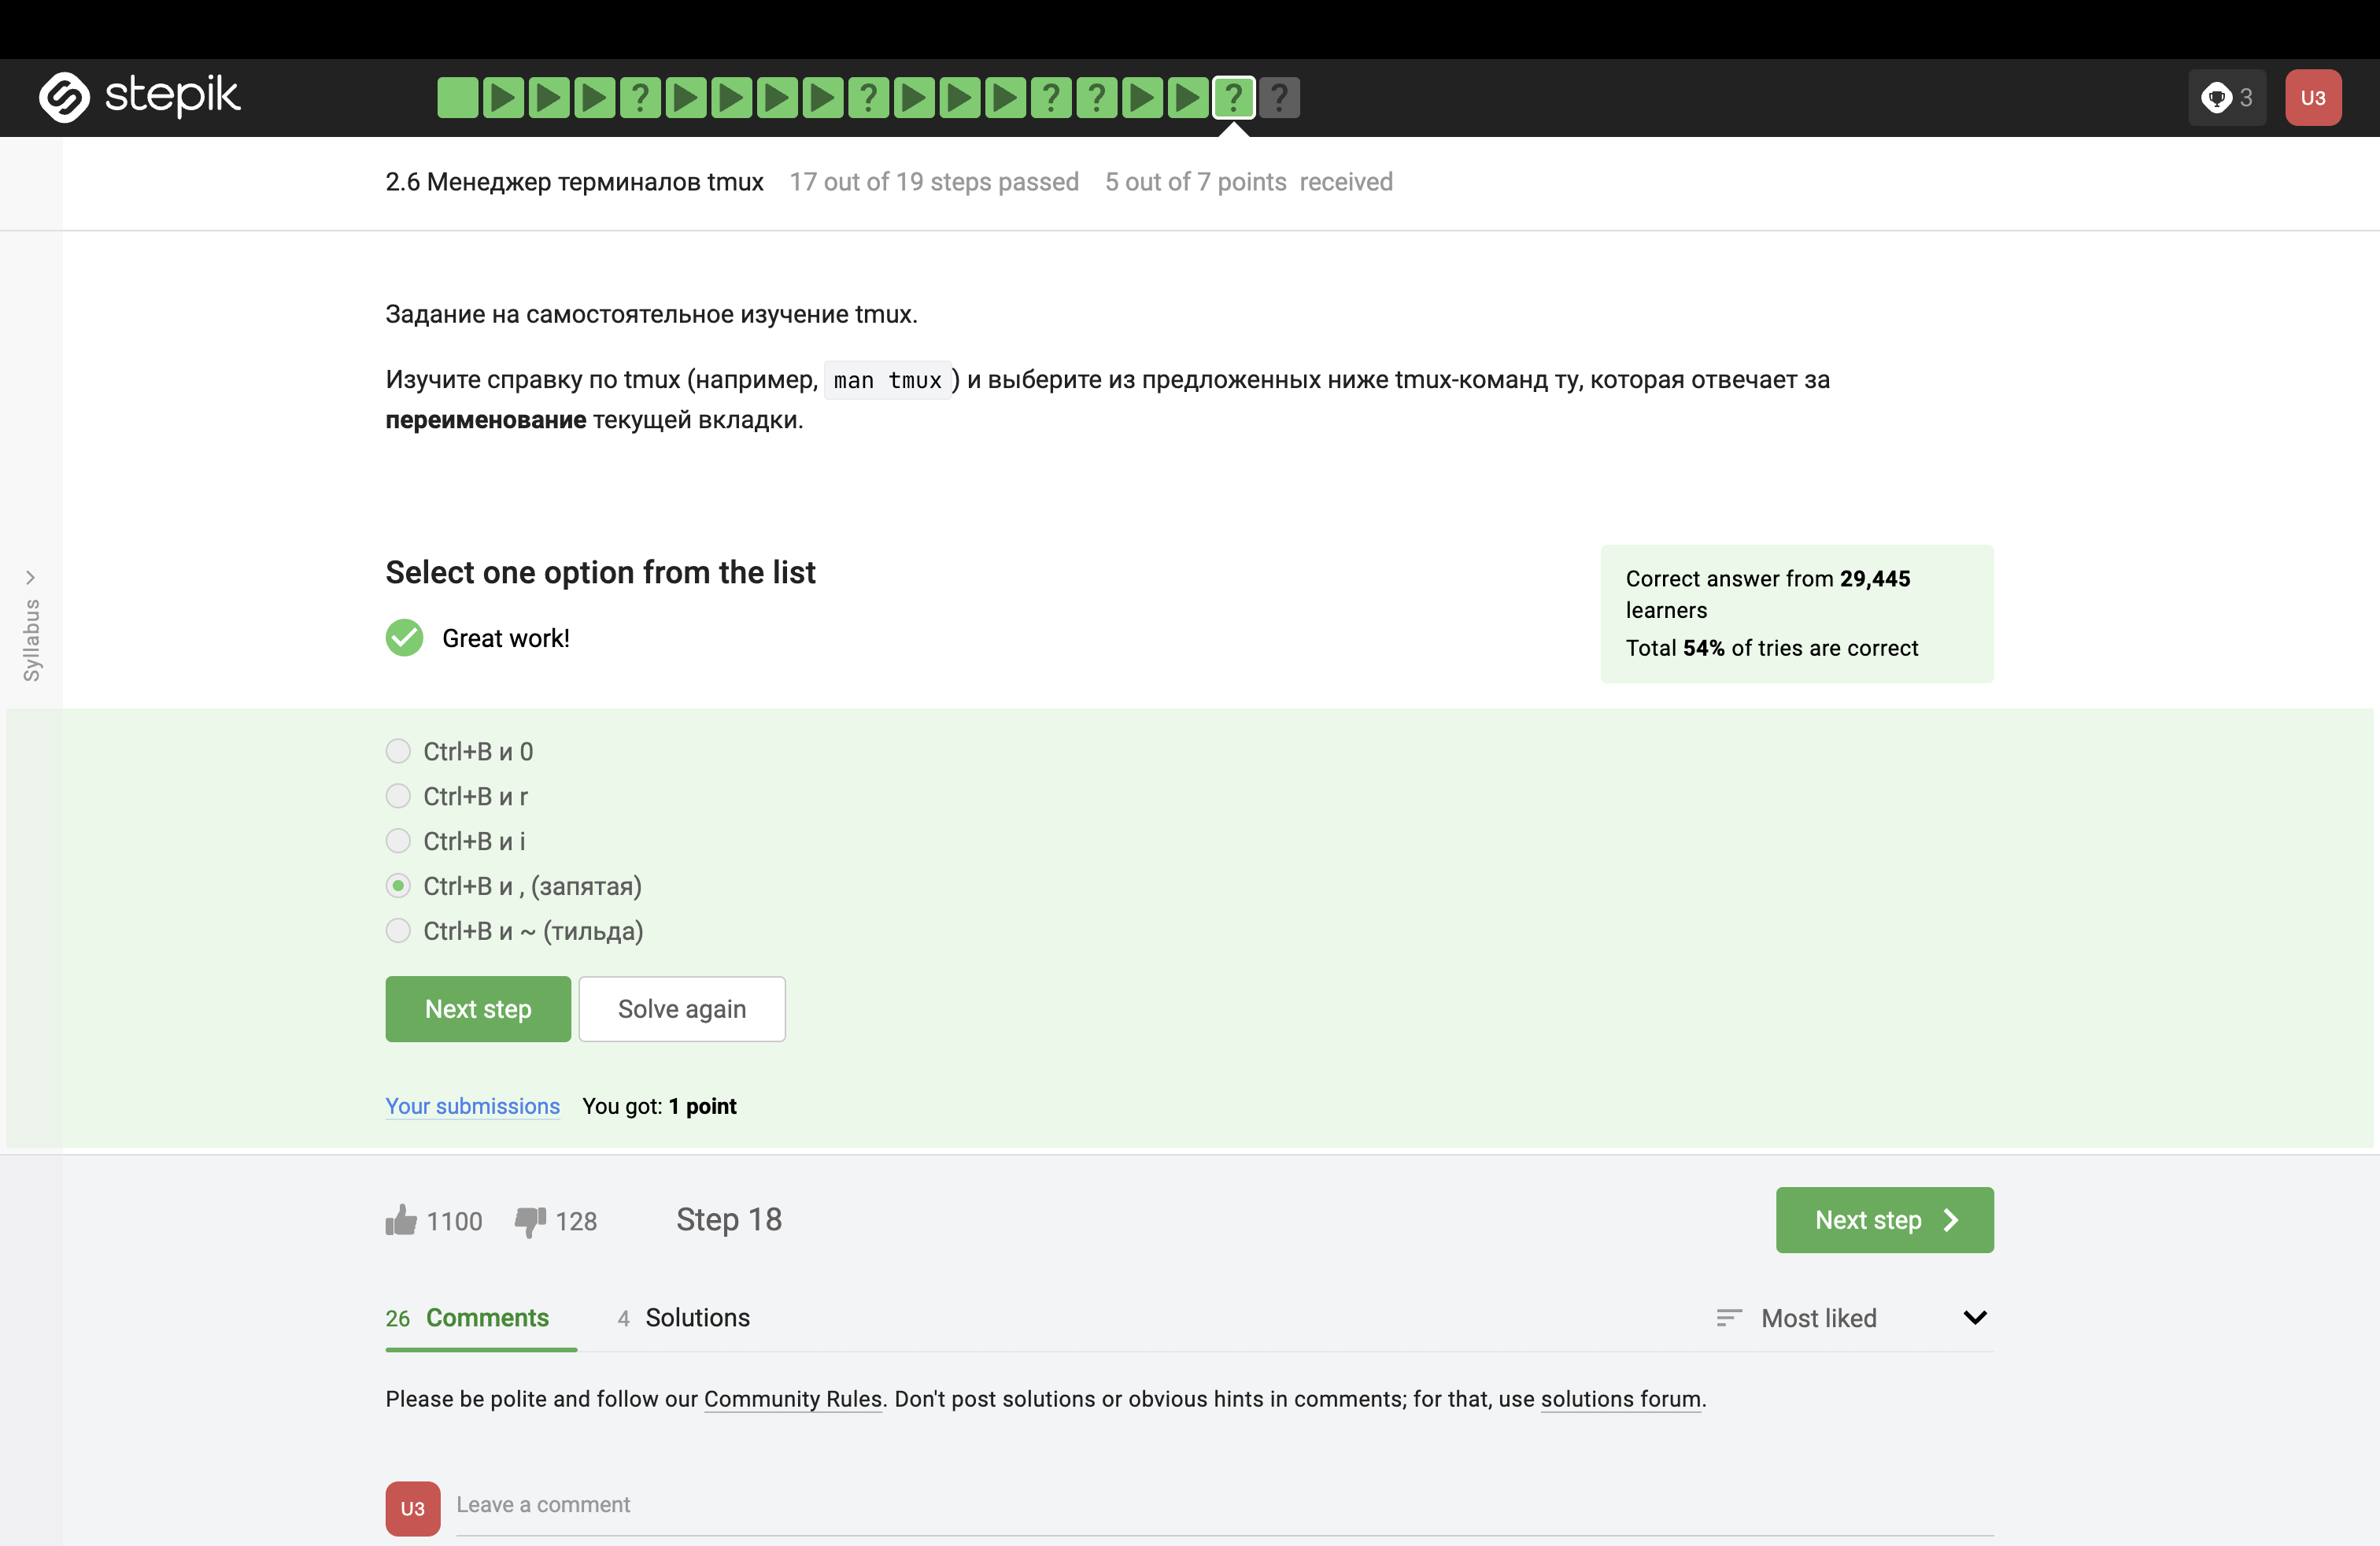 stepik
? ? ? ? ? ?
3
U3
2.6 Менеджер терминалов tmux 17 out of 19 steps passed 5 out of 7 points received
Задание на самостоятельное изучение tmux.
Изучите справку по tmux (например, man tmux) и выберите из предложенных ниже tmux-команд ту, которая отвечает за
переименование текущей вкладки.
Syllabus
Select one option from the list
Great work!
Correct answer from 29,445
learners
Total 54% of tries are correct
Ctrl+B и 0
Ctrl+B и r
Ctrl+B и i
Ctrl+B и , (запятая)
Ctrl+B и ~ (тильда)
Next step
Solve again
Your submissions You got: 1 point
1100 128 Step 18
Next step
26 Comments 4 Solutions
Most liked
Please be polite and follow our Community Rules. Don't post solutions or obvious hints in comments; for that, use solutions forum.
U3
Leave a comment